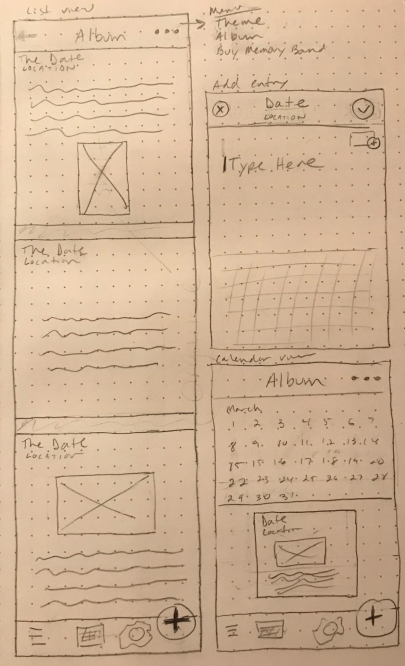 List view
Album
The Date
LOCATION
The Date
Location
The Date
LOCATION
Menu
Theme
Album
Buy Memory Band
Add entry
Date
LOCATION
Type Here
Calendar view
Album
March
1 2 3 4 5 6 7
8 9 10 11 12 13 14
15 15 16 17 18 19 20
22 23 24 25 26 27 28
29 30 31
Date
Location